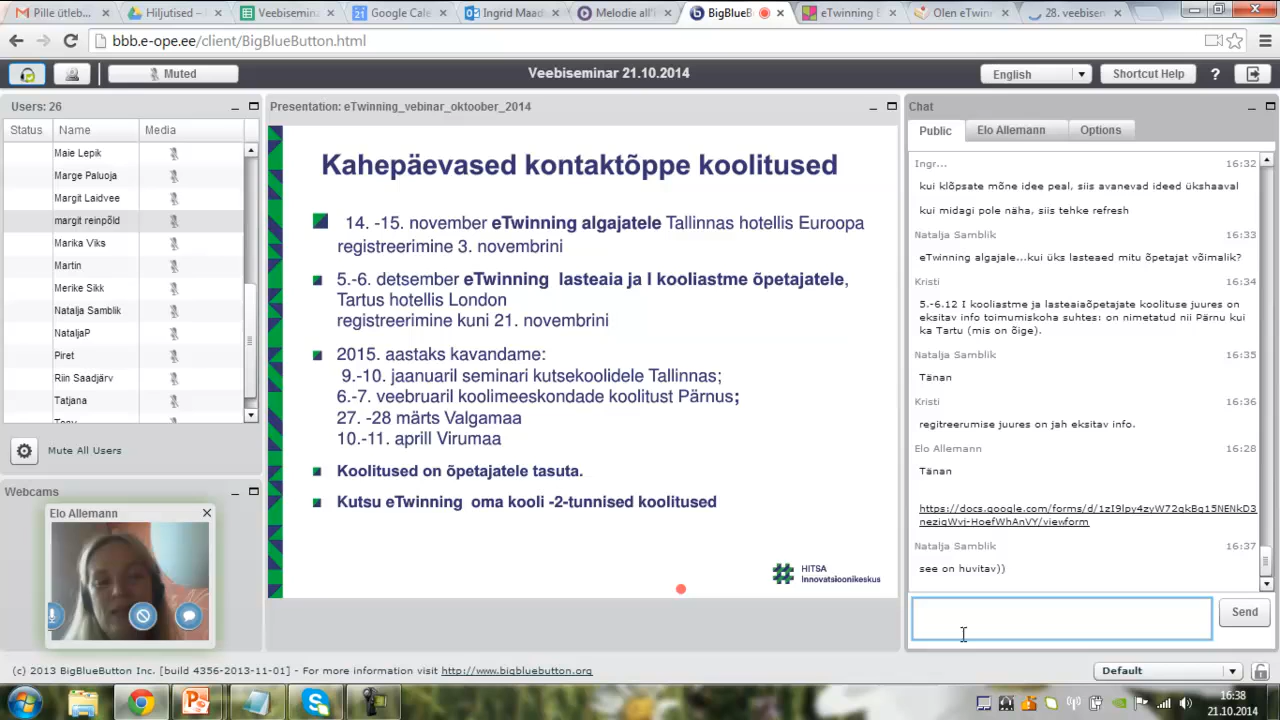 Pille ütleb
Hiljutised –
Veebisemina
Google Cale
Ingrid Maad
Melodie all'i
BigBlueB
eTwinning E
Olen eTwin
28. veebiser
bbb.e-ope.ee/client/BigBlueButton.html
Muted
Veebiseminar 21.10.2014
English
Shortcut Help
?
Users: 26
Status
Name
Media
Maie Lepik
Marge Paluoja
Margit Laidvee
margit reinpõld
Marika Viks
Martin
Merike Sikk
Natalja Samblik
NataljaP
Piret
Riin Saadjärv
Tatjana
Mute All Users
Webcams
Elo Allemann
Presentation: eTwinning_vebinar_oktoober_2014
Kahepäevased kontaktõppe koolitused
14. -15. november eTwinning algajatele Tallinnas hotellis Euroopa
registreerimine 3. novembrini
5.-6. detsember eTwinning lasteaia ja I kooliastme õpetajatele,
Tartus hotellis London
registreerimine kuni 21. novembrini
2015. aastaks kavandame:
9.-10. jaanuaril seminari kutsekoolidele Tallinnas;
6.-7. veebruaril koolimeeskondade koolitust Pärnus;
27. -28 märts Valgamaa
10.-11. aprill Virumaa
Koolitused on õpetajatele tasuta.
Kutsu eTwinning oma kooli -2-tunnised koolitused
HITSA
Innovatsioonikeskus
Chat
Public
Elo Allemann
Options
Ingr... 16:32
kui klõpsate mõne idee peal, siis avanevad ideed ükshaaval
kui midagi pole näha, siis tehke refresh
Natalja Samblik 16:33
eTwinning algajale...kui üks lasteaed mitu õpetajat võimalik?
Kristi 16:34
5.-6.12 I kooliastme ja lasteaiaõpetajate koolituse juures on
eksitav info toimumiskoha suhtes: on nimetatud nii Pärnu kui
ka Tartu (mis on õige).
Natalja Samblik 16:35
Tänan
Kristi 16:36
regitreerumise juures on jah eksitav info.
Elo Allemann 16:28
Tänan
Natalja Samblik 16:37
see on huvitav))
Send
(c) 2013 BigBlueButton Inc. [build 4356-2013-11-01] - For more information visit http://www.bigbluebutton.org
Default
16:38
21.10.2014